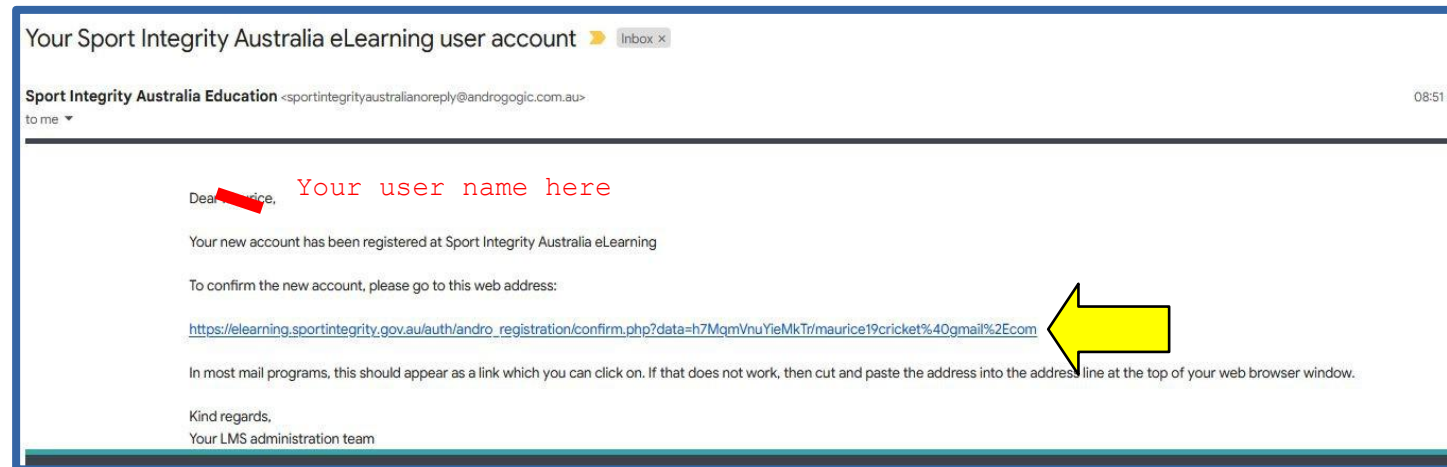 Your Sport Integrity Australia eLearning user account Inbox ×
Sport Integrity Australia Education <sportintegrityaustralianoreply@androgogic.com.au> 08:51
to me
Dear
Your user name here
Your new account has been registered at Sport Integrity Australia eLearning
To confirm the new account, please go to this web address:
https://elearning.sportintegrity.gov.au/auth/andro_registration/confirm.php?data=h7MqmVnuYieMkTr/maurice19cricket%40gmail%2Ecom
In most mail programs, this should appear as a link which you can click on. If that does not work, then cut and paste the address into the address line at the top of your web browser window.
Kind regards,
Your LMS administration team